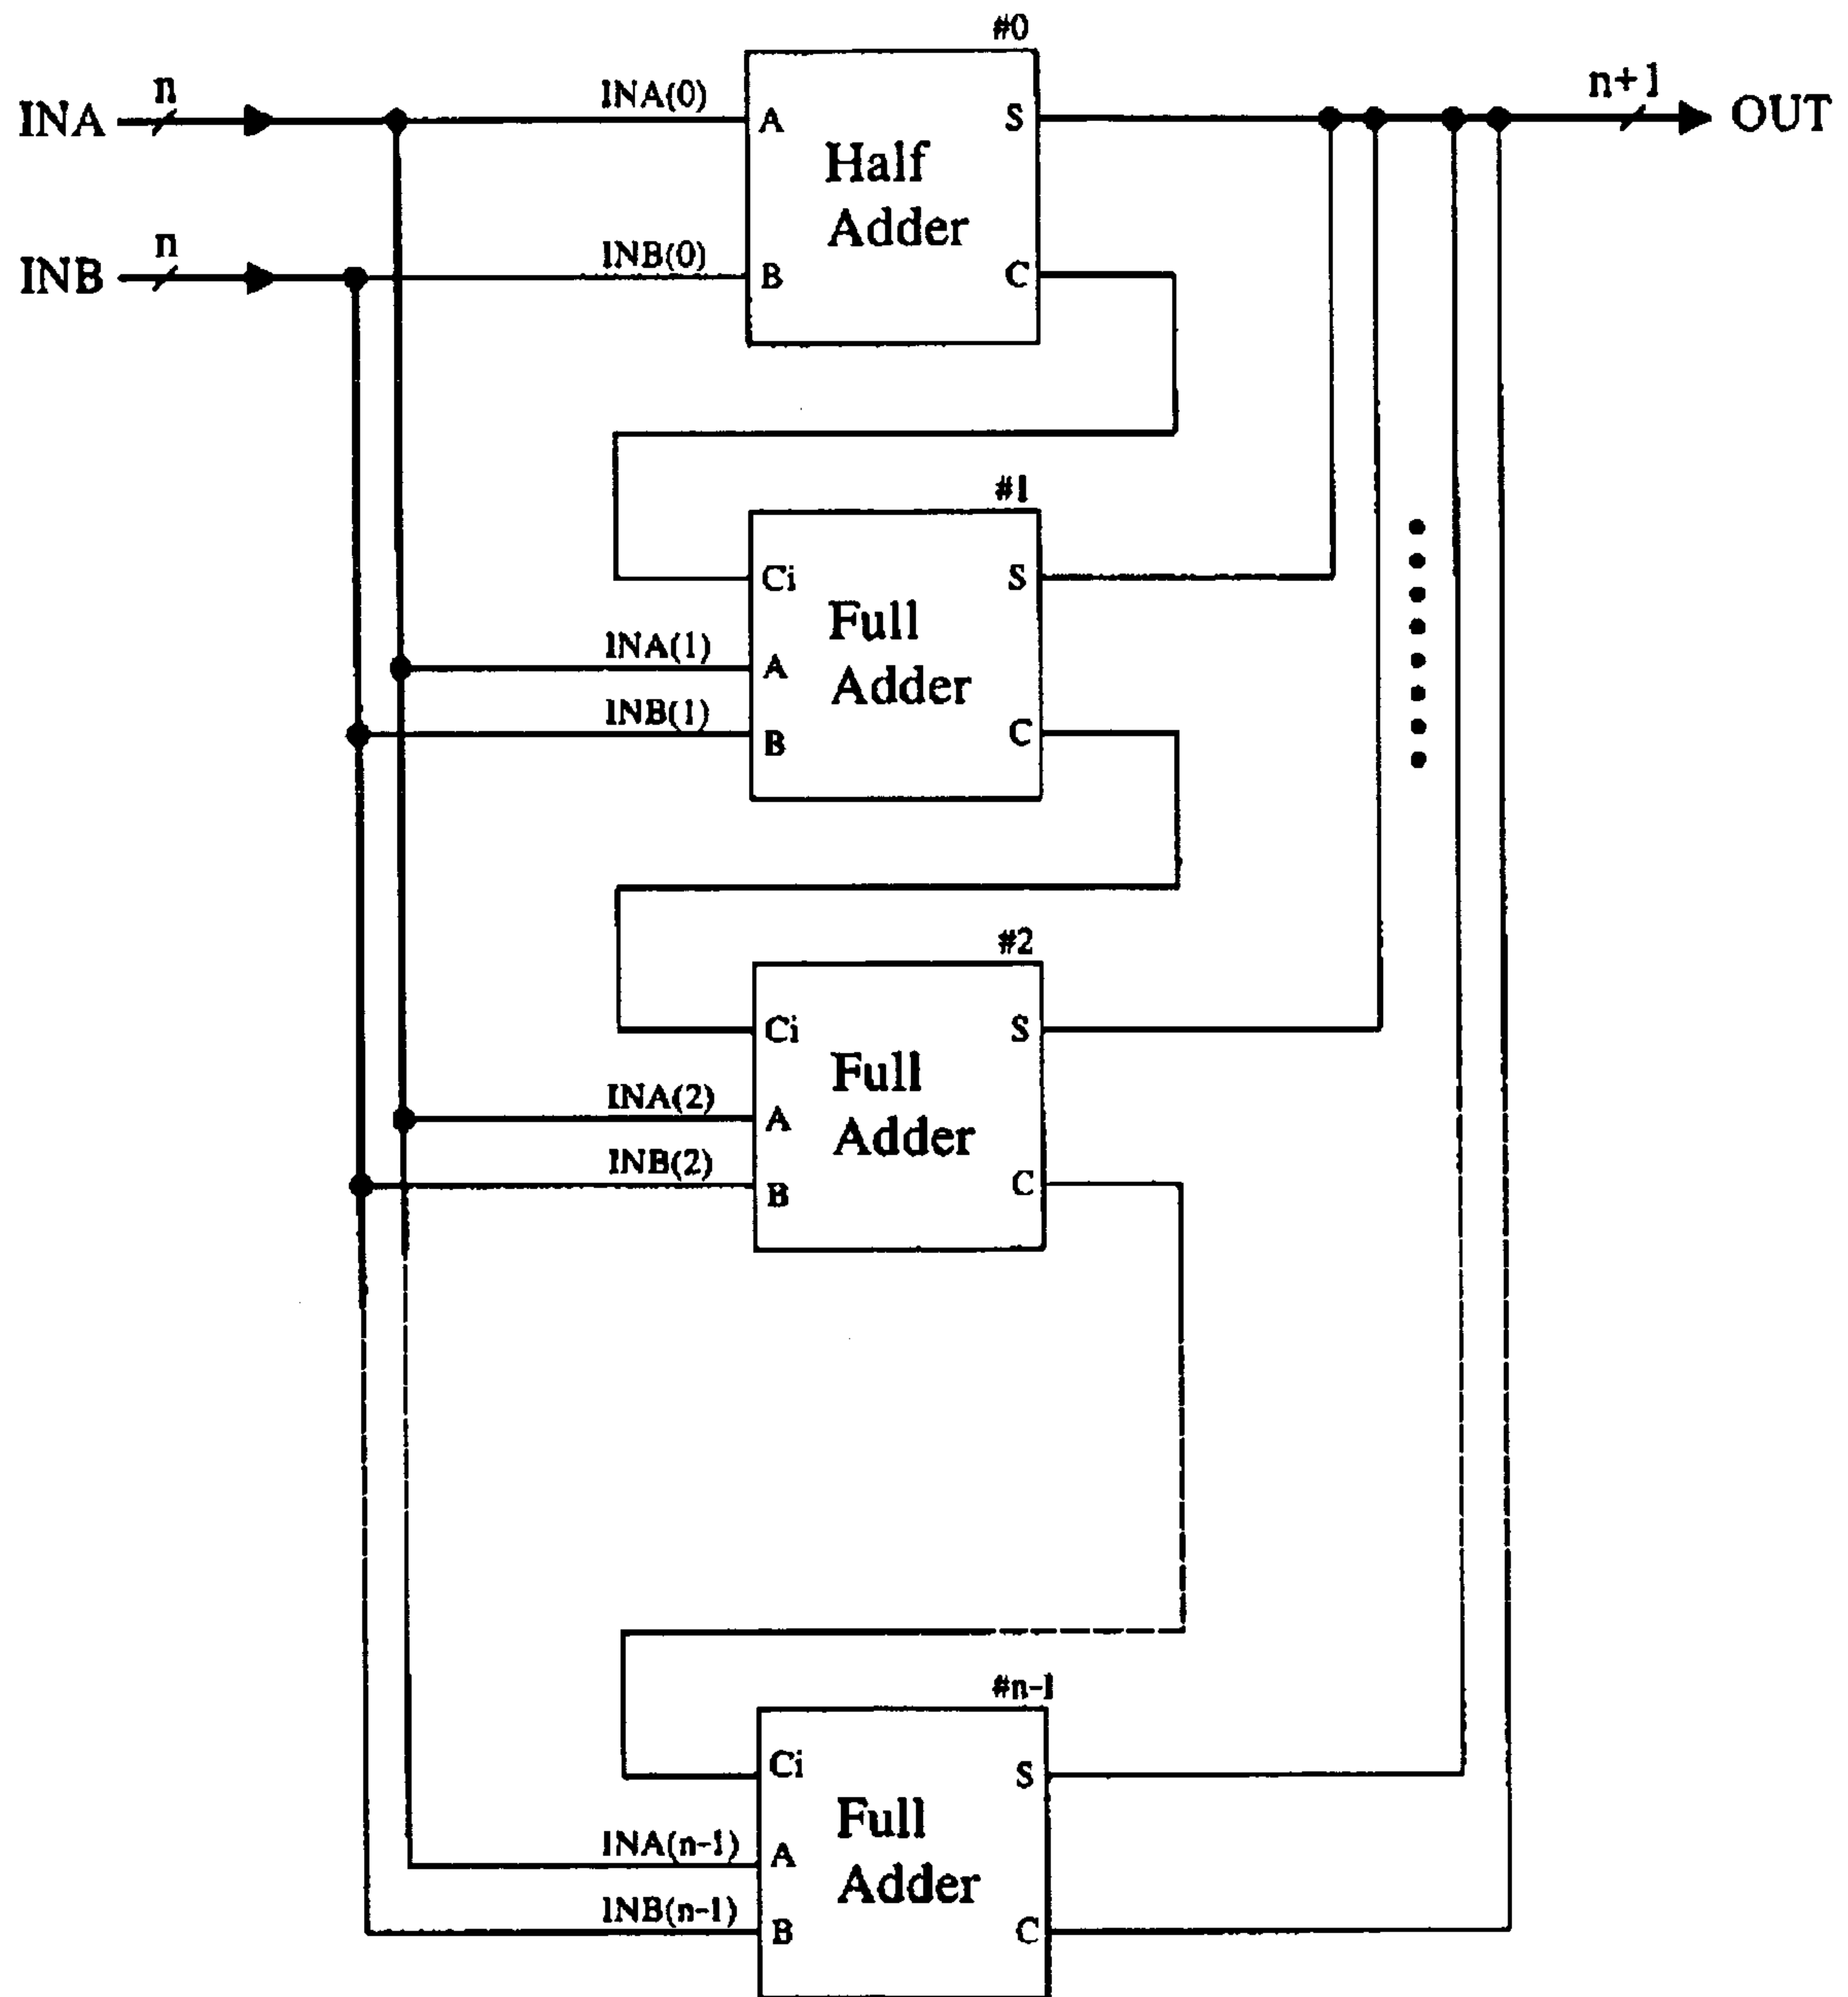 #0
n
INA
INA(0)
A
S
n+1
OUT
Half
Adder
n
INB
INB(0)
B
C
#1
Ci
S
Full
Adder
INA(1)
A
INB(1)
B
C
#2
Ci
S
Full
Adder
INA(2)
A
INB(2)
B
C
#n-1
Ci
S
Full
Adder
INA(n-1)
A
INB(n-1)
B
C